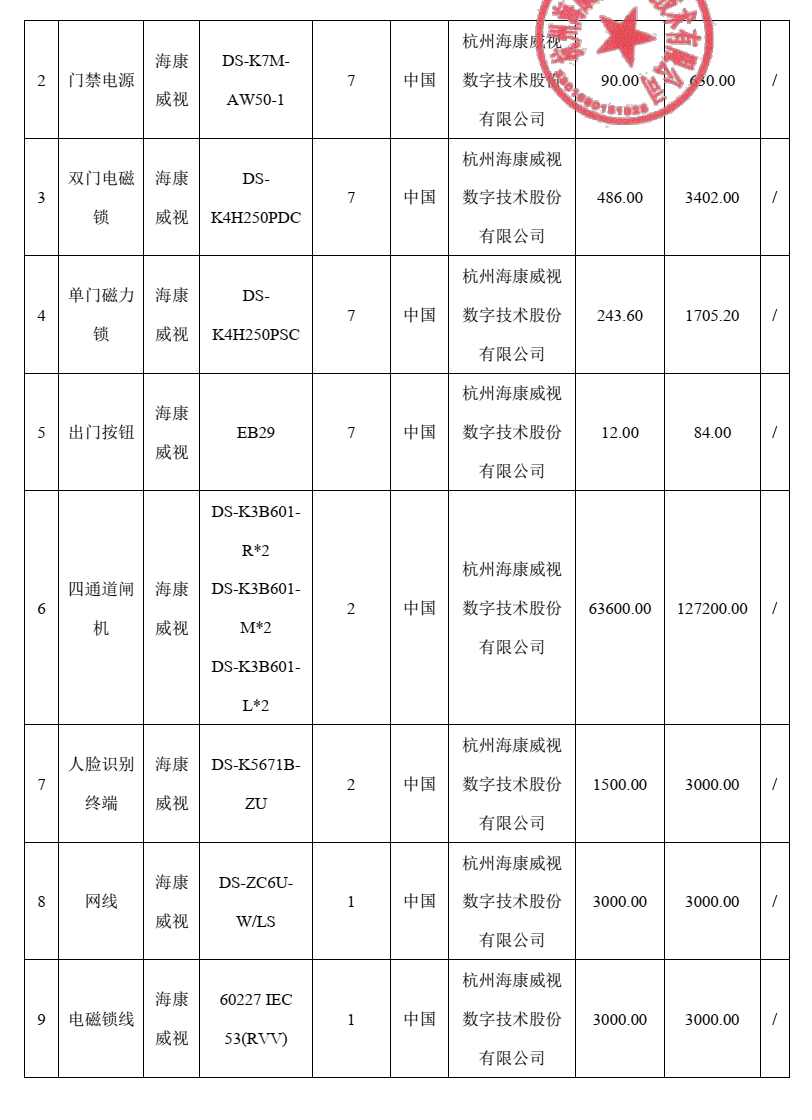 2
门禁电源
海康
威视
DS-K7M-
AW50-1
7
中国
杭州海康威视
数字技术股份
有限公司
90.00
630.00
/
3
双门电磁
锁
海康
威视
DS-
K4H250PDC
7
中国
杭州海康威视
数字技术股份
有限公司
486.00
3402.00
/
4
单门磁力
锁
海康
威视
DS-
K4H250PSC
7
中国
杭州海康威视
数字技术股份
有限公司
243.60
1705.20
/
5
出门按钮
海康
威视
EB29
7
中国
杭州海康威视
数字技术股份
有限公司
12.00
84.00
/
6
四通道闸
机
海康
威视
DS-K3B601-
R*2
DS-K3B601-
M*2
DS-K3B601-
L*2
2
中国
杭州海康威视
数字技术股份
有限公司
63600.00
127200.00
/
7
人脸识别
终端
海康
威视
DS-K5671B-
ZU
2
中国
杭州海康威视
数字技术股份
有限公司
1500.00
3000.00
/
8
网线
海康
威视
DS-ZC6U-
W/LS
1
中国
杭州海康威视
数字技术股份
有限公司
3000.00
3000.00
/
9
电磁锁线
海康
威视
60227 IEC
53(RVV)
1
中国
杭州海康威视
数字技术股份
有限公司
3000.00
3000.00
/